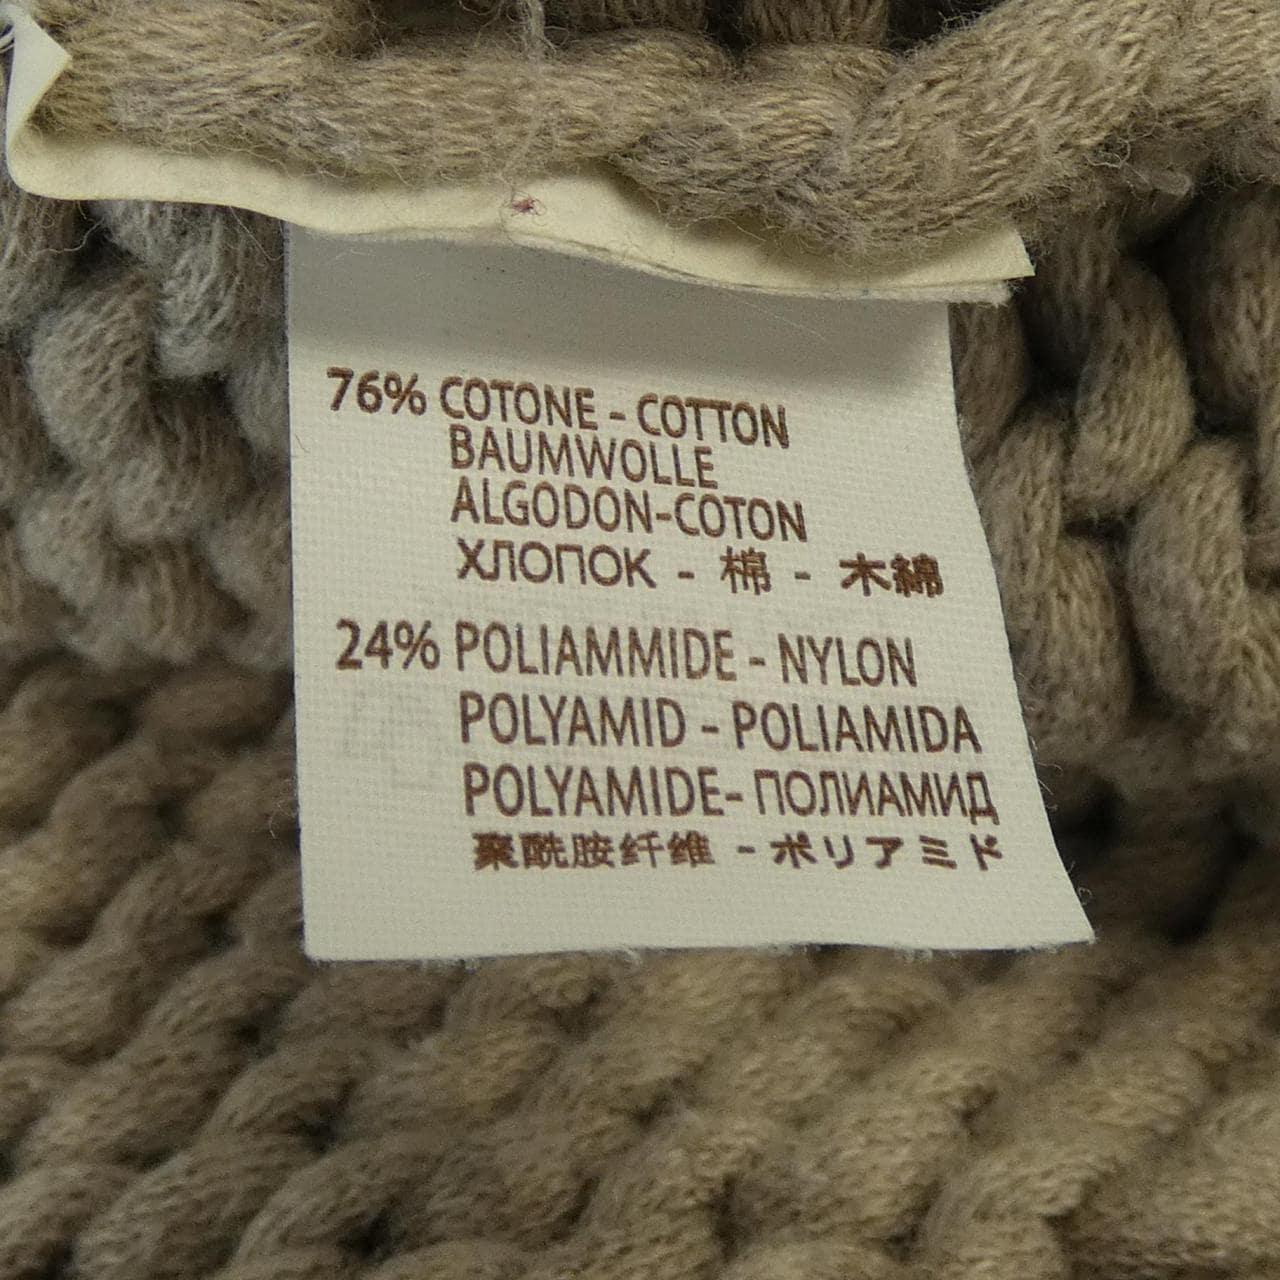 76% COTONE - COTTON
BAUMWOLLE
ALGODON-COTON
ХЛОПОК - 棉 - 木綿
24% POLIAMMIDE - NYLON
POLYAMID - POLIAMIDA
POLYAMIDE- ПОЛИАМИД
聚酰胺纤维 - ポリアミド